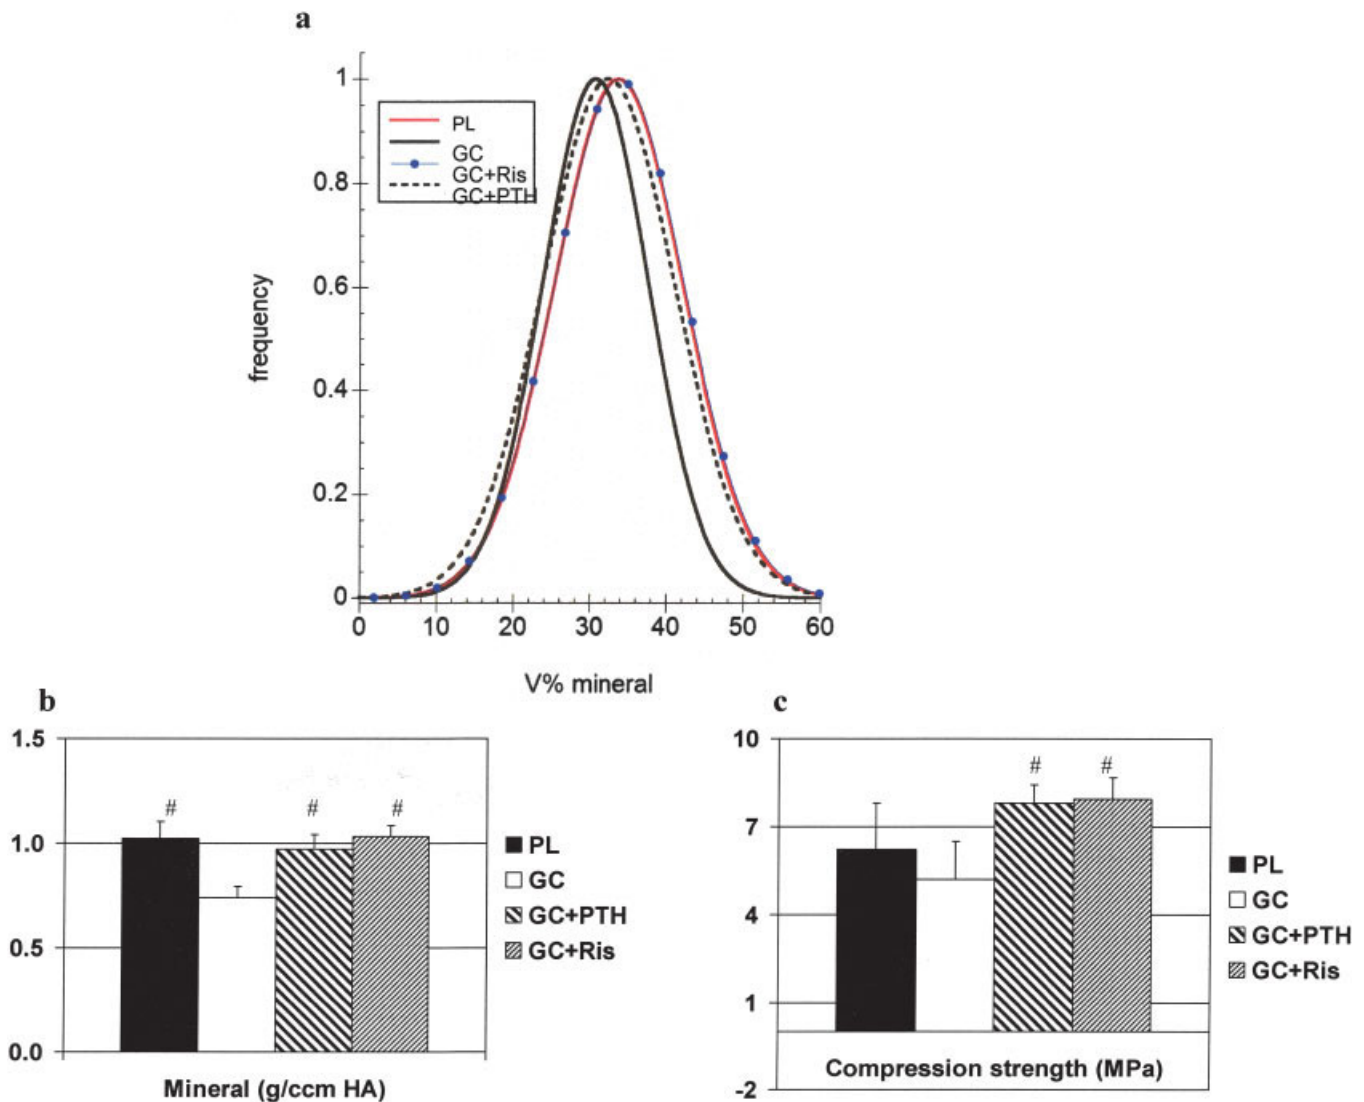 a
1
0.8
0.6
0.4
0.2
0
frequency
PL
GC
GC+Ris
GC+PTH
0 10 20 30 40 50 60
V% mineral
b
1.5
1.0
0.5
0.0
# # #
Mineral (g/ccm HA)
PL
GC
GC+PTH
GC+Ris
c
10
7
4
1
-2
# #
Compression strength (MPa)
PL
GC
GC+PTH
GC+Ris